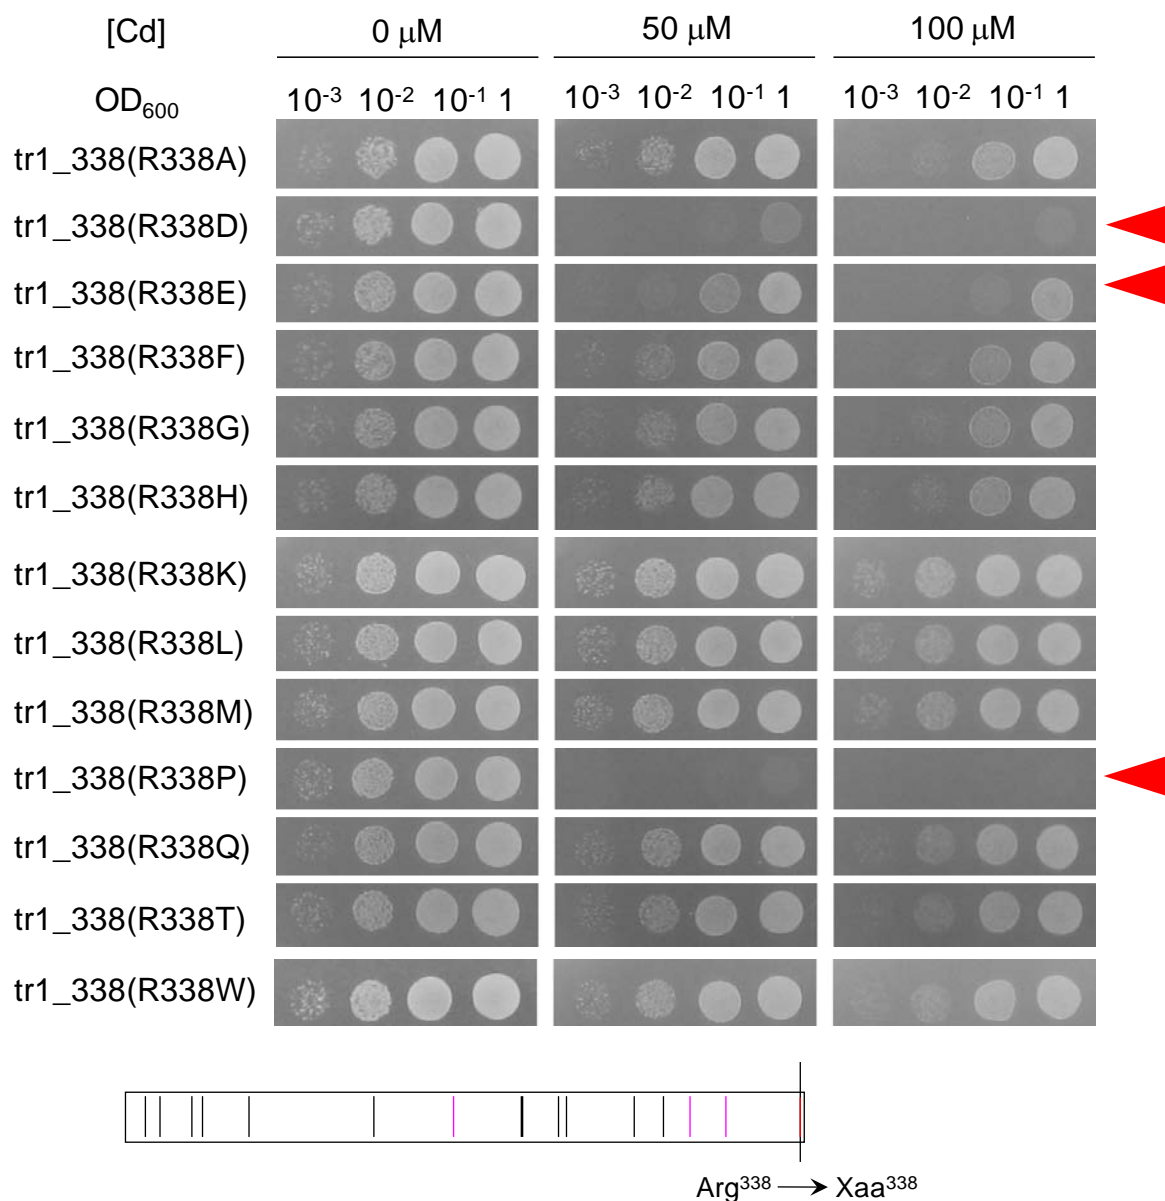 [Cd] 0 μM 50 μM 100 μM
OD₆₀₀ 10⁻³ 10⁻² 10⁻¹ 1 10⁻³ 10⁻² 10⁻¹ 1 10⁻³ 10⁻² 10⁻¹ 1
tr1_338(R338A)
tr1_338(R338D)
tr1_338(R338E)
tr1_338(R338F)
tr1_338(R338G)
tr1_338(R338H)
tr1_338(R338K)
tr1_338(R338L)
tr1_338(R338M)
tr1_338(R338P)
tr1_338(R338Q)
tr1_338(R338T)
tr1_338(R338W)
Arg³³⁸ → Xaa³³⁸